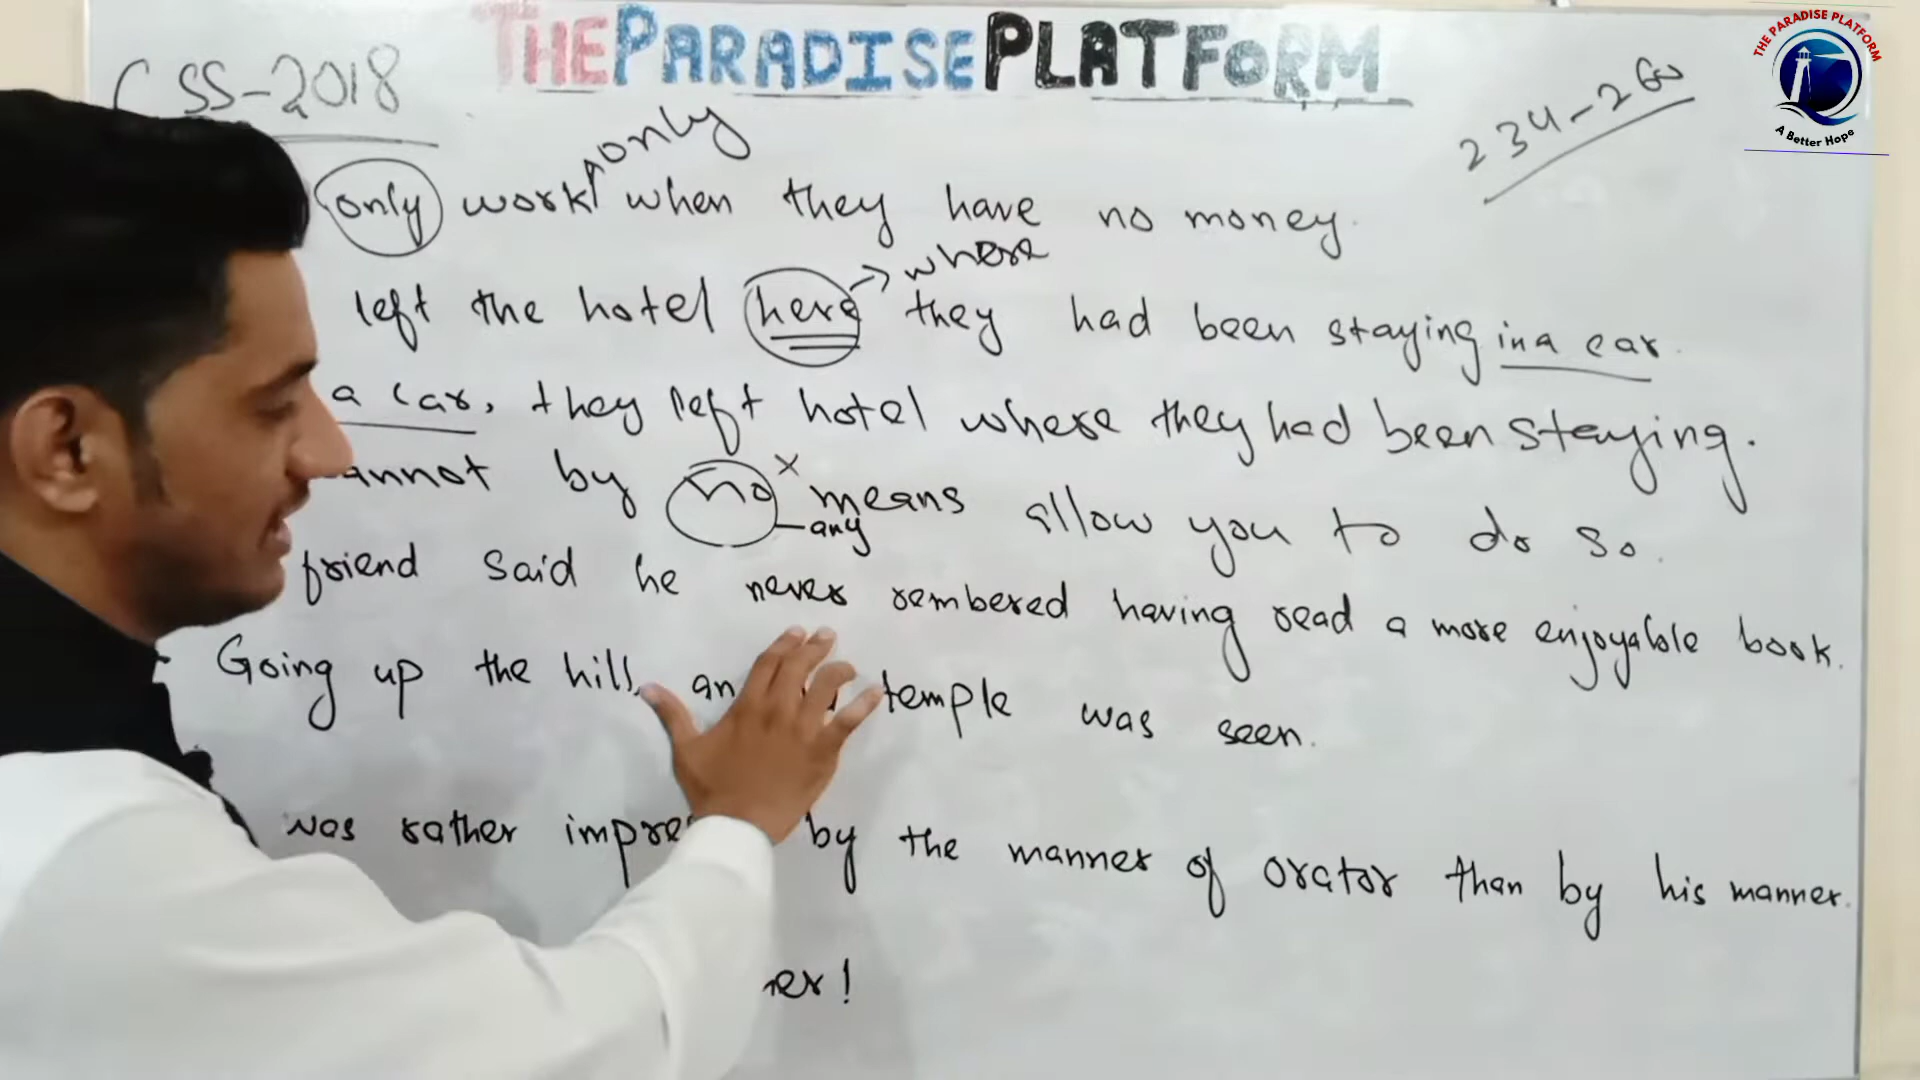 THE PARADISE PLATFORM
THE PARADISE PLATFORM
A Better Hope
CSS-2018
234-260
only
only work when they have no money.
where
left the hotel here they had been staying in a car.
a car, they left hotel where they had been staying.
annot by no means allow you to do so.
any
friend said he never rembered having read a more enjoyable book.
Going up the hill, an temple was seen.
was rather impre by the manner of orator than by his manner.
er!